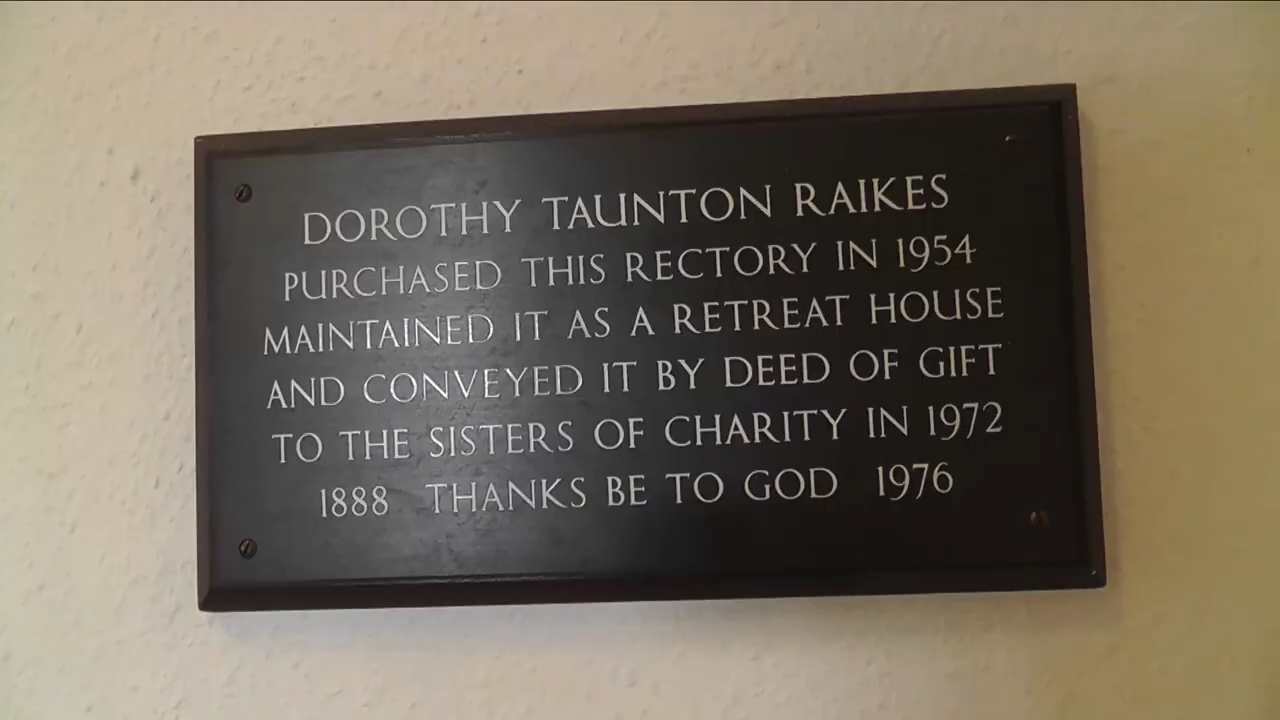 DOROTHY TAUNTON RAIKES
PURCHASED THIS RECTORY IN 1954
MAINTAINED IT AS A RETREAT HOUSE
AND CONVEYED IT BY DEED OF GIFT
TO THE SISTERS OF CHARITY IN 1972
1888 THANKS BE TO GOD 1976